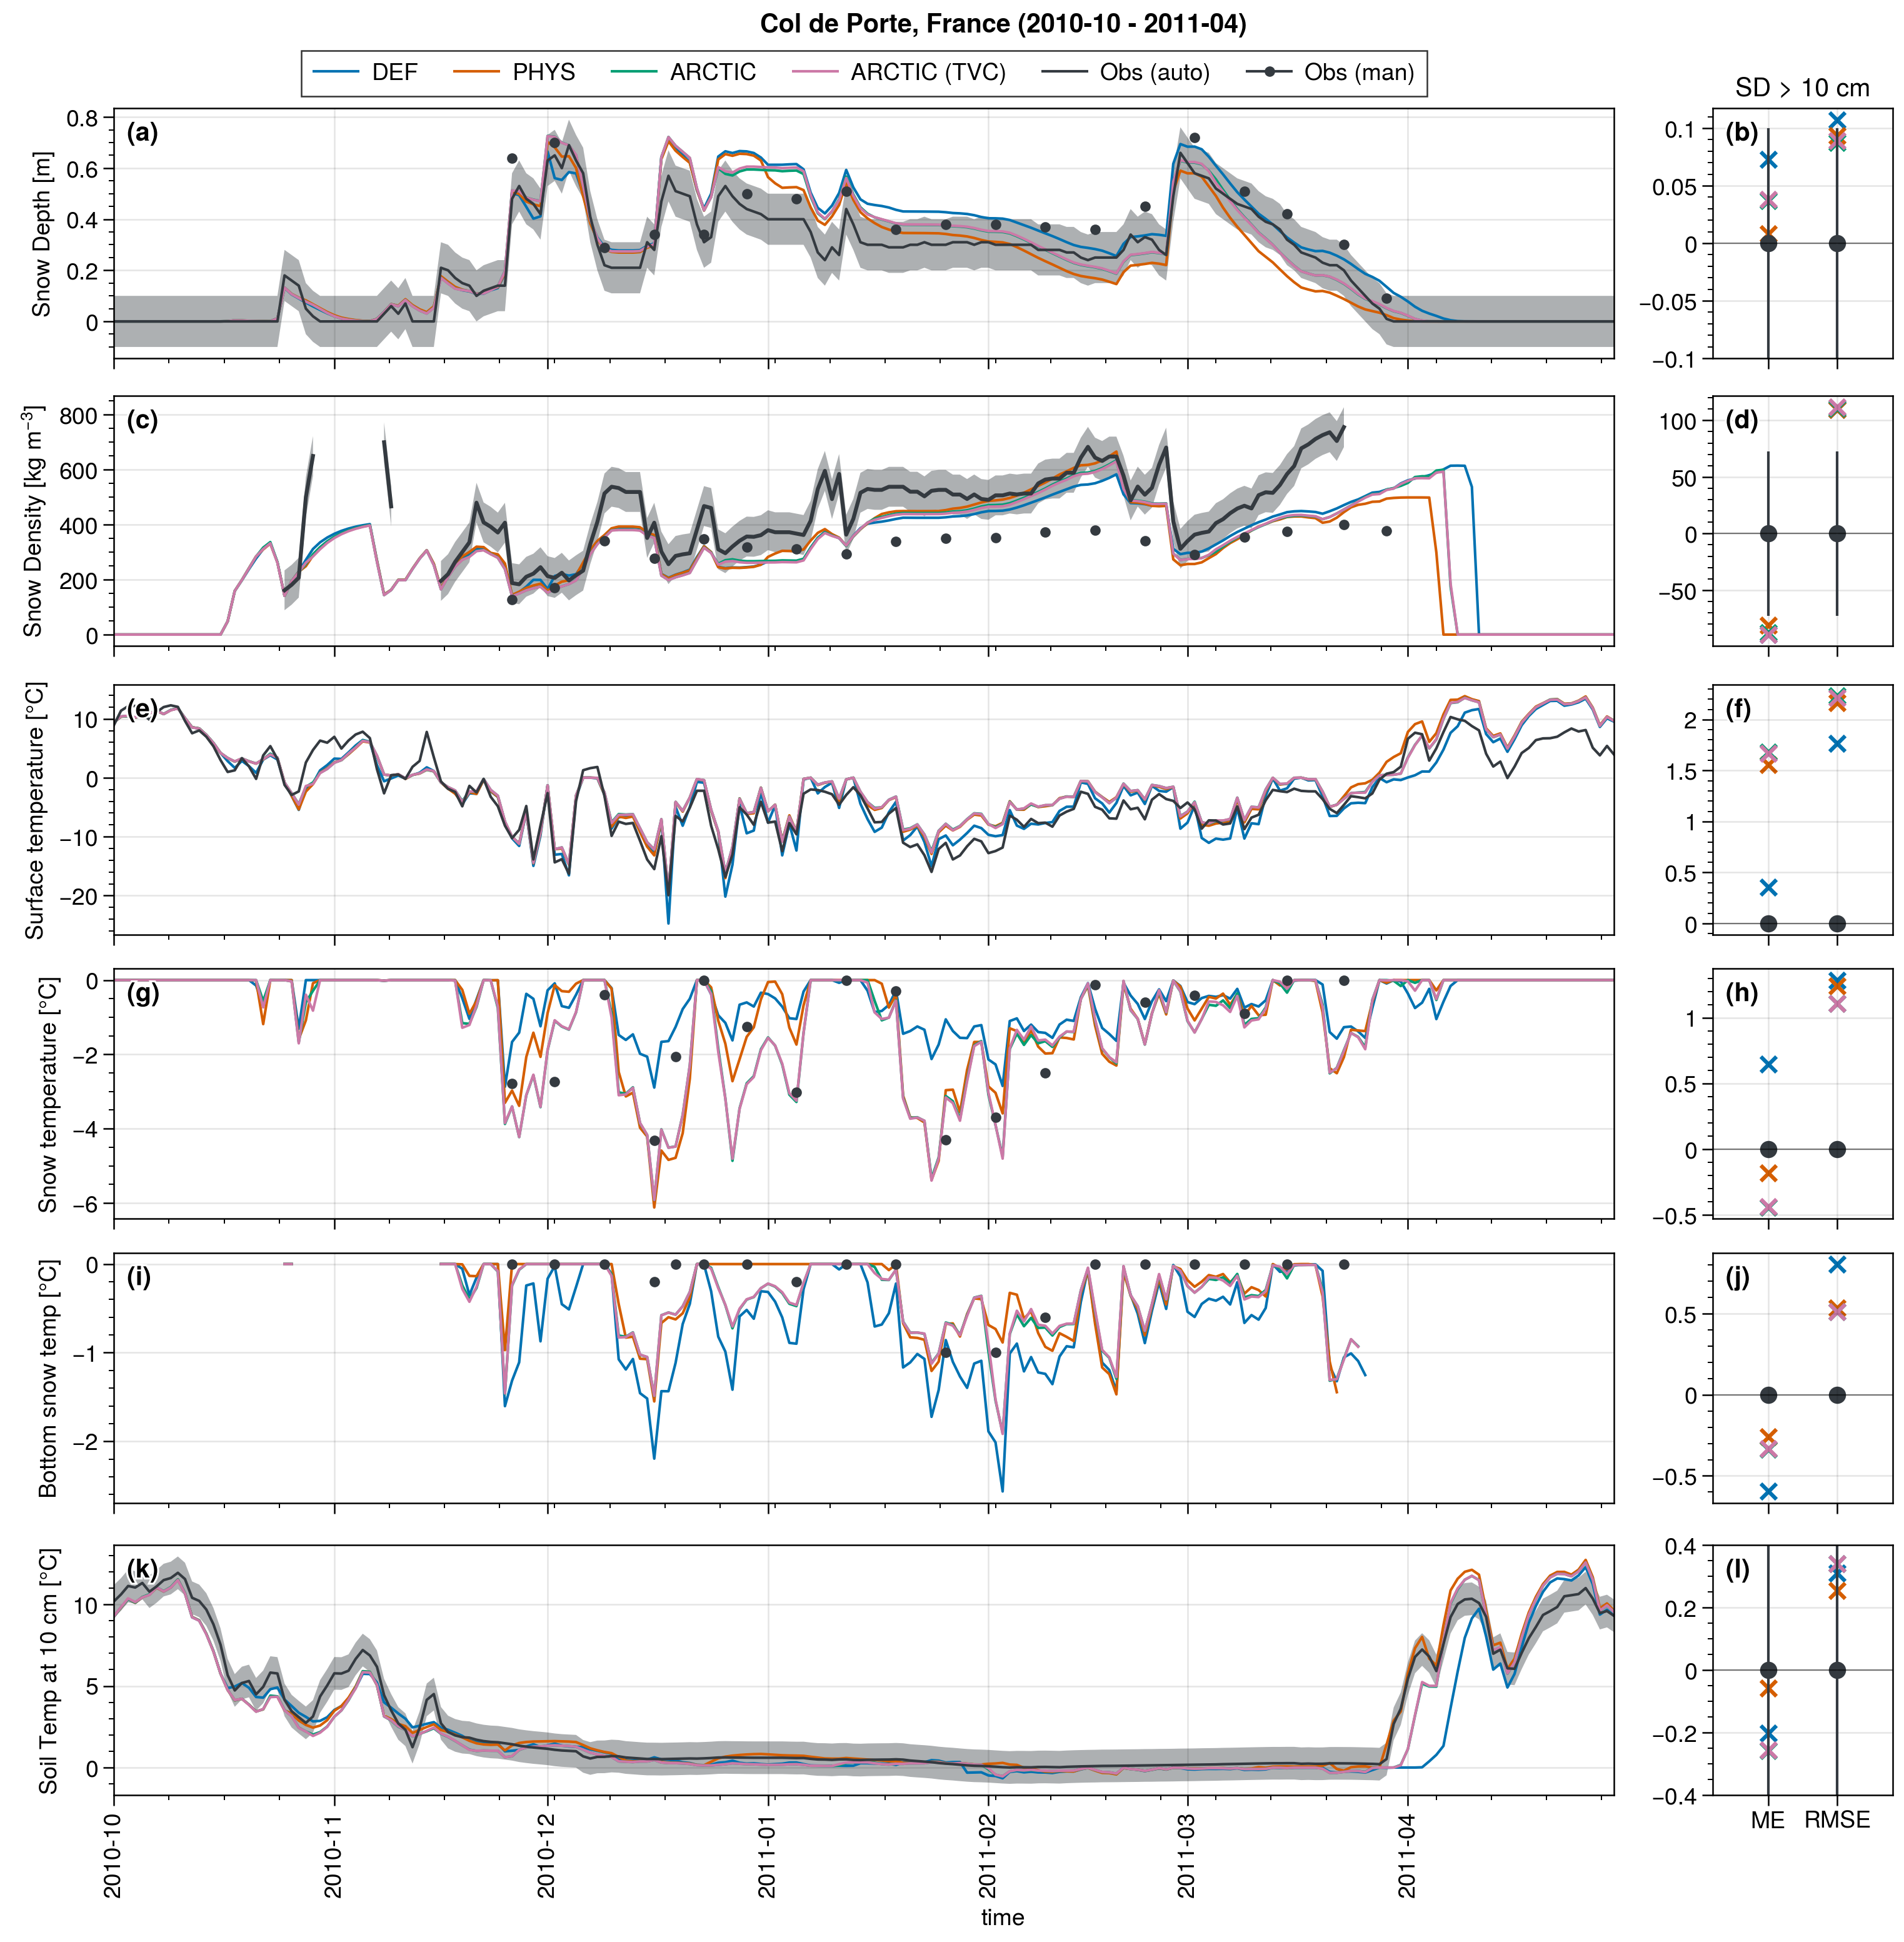 Col de Porte, France (2010-10 - 2011-04)
DEF PHYS ARCTIC ARCTIC (TVC) Obs (auto) Obs (man)
SD > 10 cm
(a)
Snow Depth [m]
0.8
0.6
0.4
0.2
0
(b)
0.1
0.05
0
−0.05
−0.1
(c)
Snow Density [kg m⁻³]
800
600
400
200
0
(d)
100
50
0
−50
(e)
Surface temperature [°C]
10
0
−10
−20
(f)
2
1.5
1
0.5
0
(g)
Snow temperature [°C]
0
−2
−4
−6
(h)
1
0.5
0
−0.5
(i)
Bottom snow temp [°C]
0
−1
−2
(j)
0.5
0
−0.5
(k)
Soil Temp at 10 cm [°C]
10
5
0
(l)
0.4
0.2
0
−0.2
−0.4
2010-10 2010-11 2010-12 2011-01 2011-02 2011-03 2011-04
ME RMSE
time